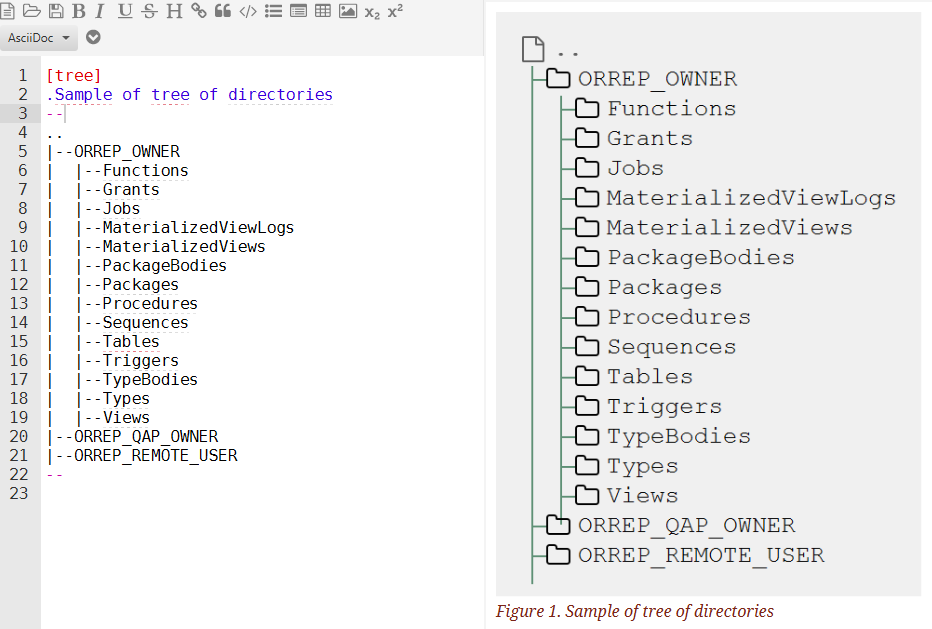 B I U S H </> x2 x²
AsciiDoc
1 [tree]
2 .Sample of tree of directories
3 --
4 ..
5 |--ORREP_OWNER
6 |  |--Functions
7 |  |--Grants
8 |  |--Jobs
9 |  |--MaterializedViewLogs
10 |  |--MaterializedViews
11 |  |--PackageBodies
12 |  |--Packages
13 |  |--Procedures
14 |  |--Sequences
15 |  |--Tables
16 |  |--Triggers
17 |  |--TypeBodies
18 |  |--Types
19 |  |--Views
20 |--ORREP_QAP_OWNER
21 |--ORREP_REMOTE_USER
22 --
23
..
ORREP_OWNER
Functions
Grants
Jobs
MaterializedViewLogs
MaterializedViews
PackageBodies
Packages
Procedures
Sequences
Tables
Triggers
TypeBodies
Types
Views
ORREP_QAP_OWNER
ORREP_REMOTE_USER
Figure 1. Sample of tree of directories